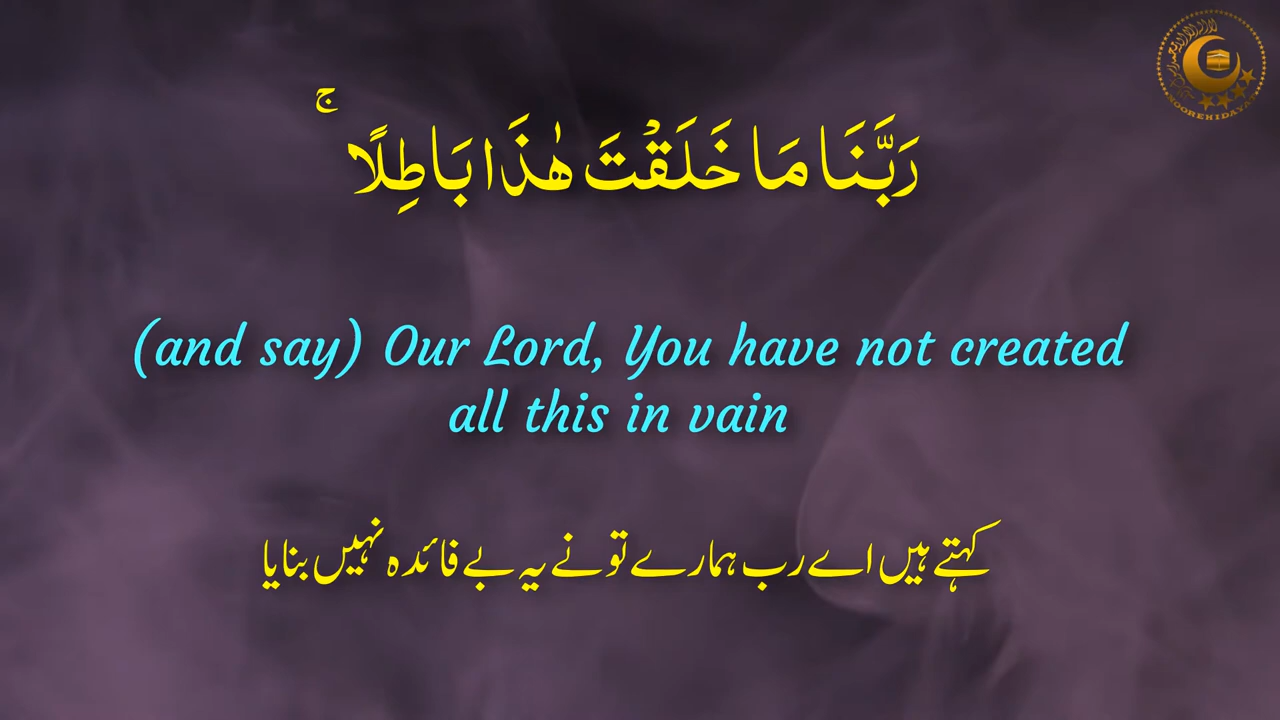 رَبَّنَا مَا خَلَقْتَ هٰذَا بَاطِلًا ۚ
(and say) Our Lord, You have not created
all this in vain
کہتے ہیں اے رب ہمارے تو نے یہ بے فائدہ نہیں بنایا
NOOREHIDAYAT